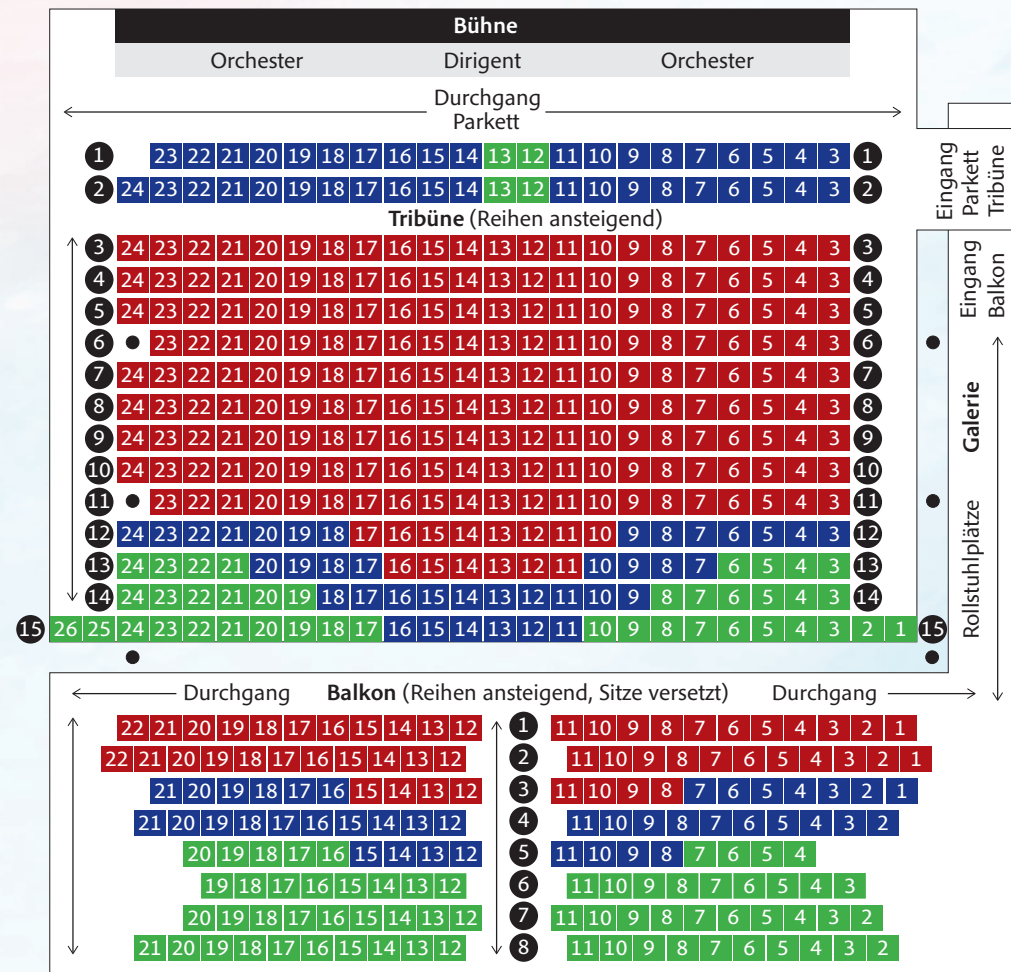 Bühne
Orchester Dirigent Orchester
Durchgang
Parkett
1 23 22 21 20 19 18 17 16 15 14 13 12 11 10 9 8 7 6 5 4 3 1
2 24 23 22 21 20 19 18 17 16 15 14 13 12 11 10 9 8 7 6 5 4 3 2
Eingang
Parkett
Tribüne
Tribüne (Reihen ansteigend)
3 24 23 22 21 20 19 18 17 16 15 14 13 12 11 10 9 8 7 6 5 4 3 3
4 24 23 22 21 20 19 18 17 16 15 14 13 12 11 10 9 8 7 6 5 4 3 4
5 24 23 22 21 20 19 18 17 16 15 14 13 12 11 10 9 8 7 6 5 4 3 5
6 23 22 21 20 19 18 17 16 15 14 13 12 11 10 9 8 7 6 5 4 3 6
7 24 23 22 21 20 19 18 17 16 15 14 13 12 11 10 9 8 7 6 5 4 3 7
8 24 23 22 21 20 19 18 17 16 15 14 13 12 11 10 9 8 7 6 5 4 3 8
9 24 23 22 21 20 19 18 17 16 15 14 13 12 11 10 9 8 7 6 5 4 3 9
10 24 23 22 21 20 19 18 17 16 15 14 13 12 11 10 9 8 7 6 5 4 3 10
11 23 22 21 20 19 18 17 16 15 14 13 12 11 10 9 8 7 6 5 4 3 11
12 24 23 22 21 20 19 18 17 16 15 14 13 12 11 10 9 8 7 6 5 4 3 12
13 24 23 22 21 20 19 18 17 16 15 14 13 12 11 10 9 8 7 6 5 4 3 13
14 24 23 22 21 20 19 18 17 16 15 14 13 12 11 10 9 8 7 6 5 4 3 14
15 26 25 24 23 22 21 20 19 18 17 16 15 14 13 12 11 10 9 8 7 6 5 4 3 2 1 15
Eingang
Balkon
Rollstuhlplätze Galerie
Durchgang Balkon (Reihen ansteigend, Sitze versetzt) Durchgang
22 21 20 19 18 17 16 15 14 13 12 1 11 10 9 8 7 6 5 4 3 2 1
22 21 20 19 18 17 16 15 14 13 12 2 11 10 9 8 7 6 5 4 3 2 1
21 20 19 18 17 16 15 14 13 12 3 11 10 9 8 7 6 5 4 3 2 1
21 20 19 18 17 16 15 14 13 12 4 11 10 9 8 7 6 5 4 3 2
20 19 18 17 16 15 14 13 12 5 11 10 9 8 7 6 5 4
19 18 17 16 15 14 13 12 6 11 10 9 8 7 6 5 4 3
20 19 18 17 16 15 14 13 12 7 11 10 9 8 7 6 5 4 3 2
21 20 19 18 17 16 15 14 13 12 8 11 10 9 8 7 6 5 4 3 2